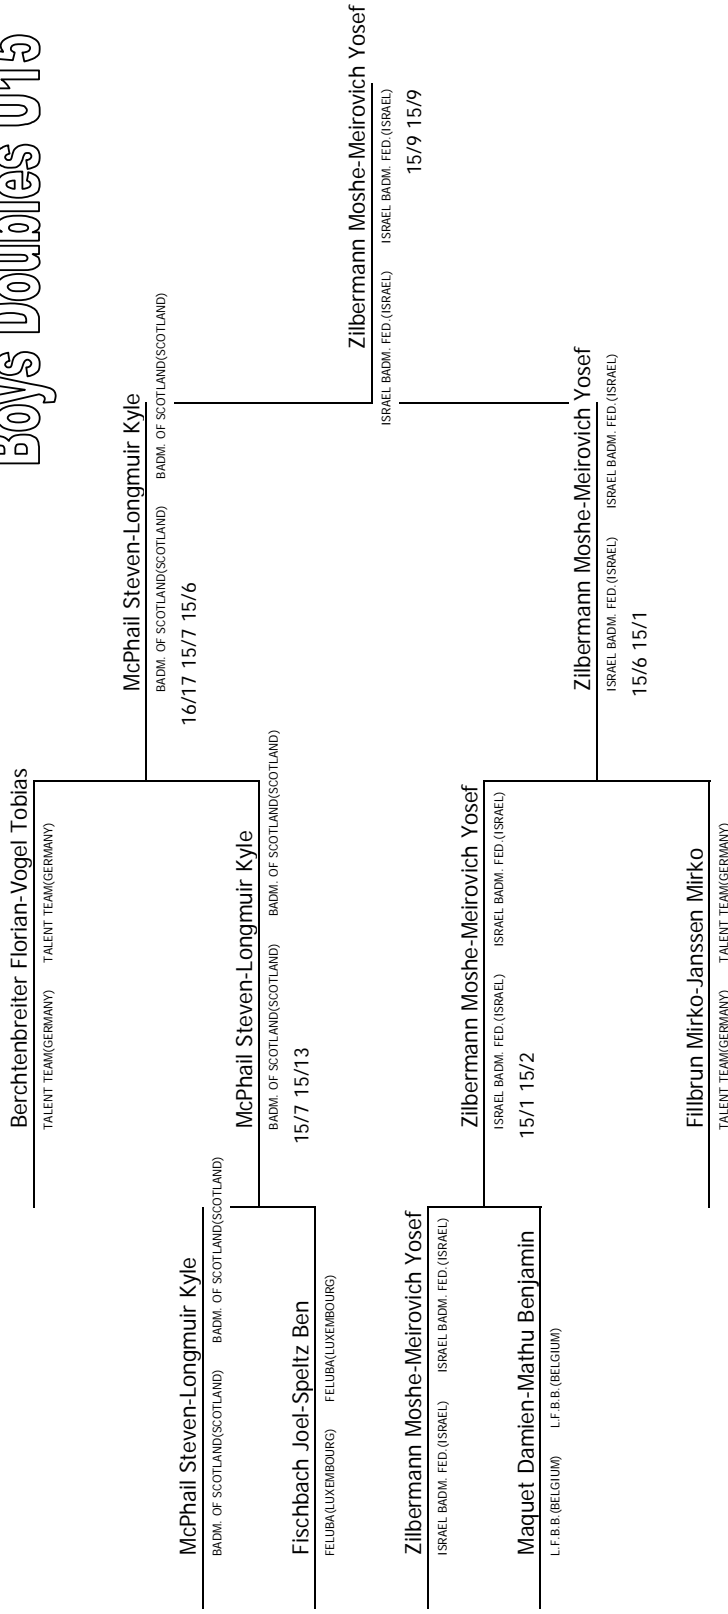 Boys Doubles U15
Berchtenbreiter Florian-Vogel Tobias
TALENT TEAM(GERMANY) TALENT TEAM(GERMANY)
McPhail Steven-Longmuir Kyle
BADM. OF SCOTLAND(SCOTLAND) BADM. OF SCOTLAND(SCOTLAND)
16/17 15/7 15/6
McPhail Steven-Longmuir Kyle
BADM. OF SCOTLAND(SCOTLAND) BADM. OF SCOTLAND(SCOTLAND)
McPhail Steven-Longmuir Kyle
BADM. OF SCOTLAND(SCOTLAND) BADM. OF SCOTLAND(SCOTLAND)
15/7 15/13
Fischbach Joel-Speltz Ben
FELUBA(LUXEMBOURG) FELUBA(LUXEMBOURG)
Zilbermann Moshe-Meirovich Yosef
ISRAEL BADM. FED.(ISRAEL) ISRAEL BADM. FED.(ISRAEL)
15/9 15/9
Zilbermann Moshe-Meirovich Yosef
ISRAEL BADM. FED.(ISRAEL) ISRAEL BADM. FED.(ISRAEL)
Zilbermann Moshe-Meirovich Yosef
ISRAEL BADM. FED.(ISRAEL) ISRAEL BADM. FED.(ISRAEL)
15/1 15/2
Maquet Damien-Mathu Benjamin
L.F.B.B.(BELGIUM) L.F.B.B.(BELGIUM)
Zilbermann Moshe-Meirovich Yosef
ISRAEL BADM. FED.(ISRAEL) ISRAEL BADM. FED.(ISRAEL)
15/6 15/1
Fillbrun Mirko-Janssen Mirko
TALENT TEAM(GERMANY) TALENT TEAM(GERMANY)